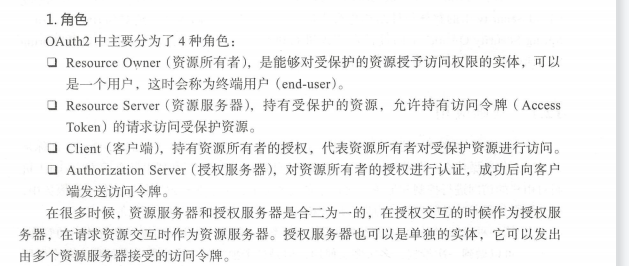 1. 角色
OAuth2 中主要分为了 4 种角色：
❑ Resource Owner（资源所有者），是能够对受保护的资源授予访问权限的实体，可以
是一个用户，这时会称为终端用户（end-user）。
❑ Resource Server（资源服务器），持有受保护的资源，允许持有访问令牌（Access
Token）的请求访问受保护资源。
❑ Client（客户端），持有资源所有者的授权，代表资源所有者对受保护资源进行访问。
❑ Authorization Server（授权服务器），对资源所有者的授权进行认证，成功后向客户
端发送访问令牌。
在很多时候，资源服务器和授权服务器是合二为一的，在授权交互的时候作为授权服
务器，在请求资源交互时作为资源服务器。授权服务器也可以是单独的实体，它可以发出
由多个资源服务器接受的访问令牌。